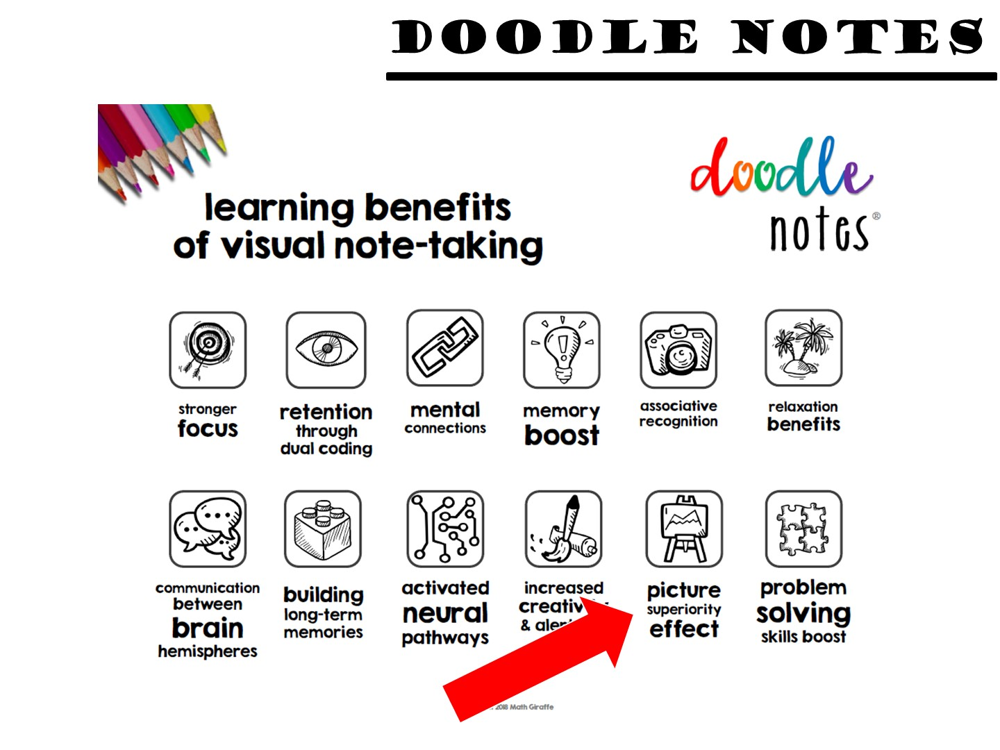 DOODLE NOTES
doodle
notes®
learning benefits
of visual note-taking
stronger
focus
retention
through
dual coding
mental
connections
memory
boost
associative
recognition
relaxation
benefits
communication
between
brain
hemispheres
building
long-term
memories
activated
neural
pathways
increased
&
picture
superiority
effect
problem
solving
skills boost
2018 Math Giraffe